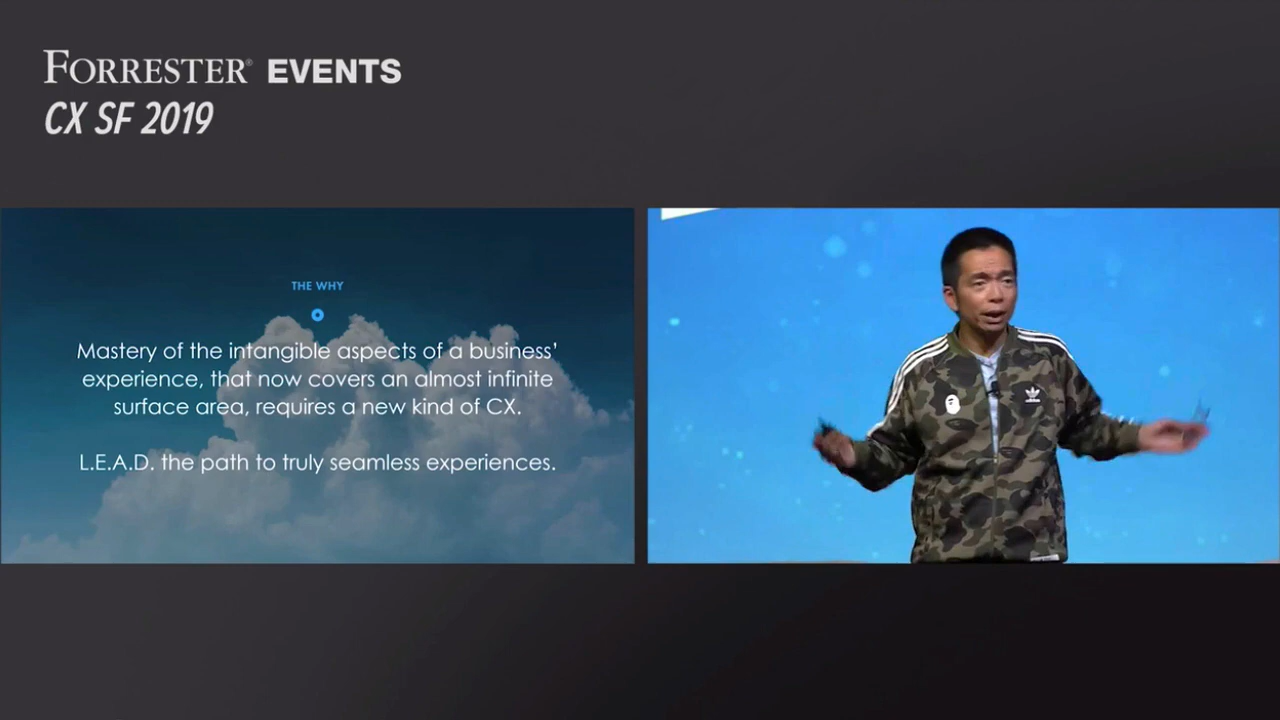 FORRESTER® EVENTS
CX SF 2019
THE WHY
Mastery of the intangible aspects of a business’
experience, that now covers an almost infinite
surface area, requires a new kind of CX.
L.E.A.D. the path to truly seamless experiences.
adidas